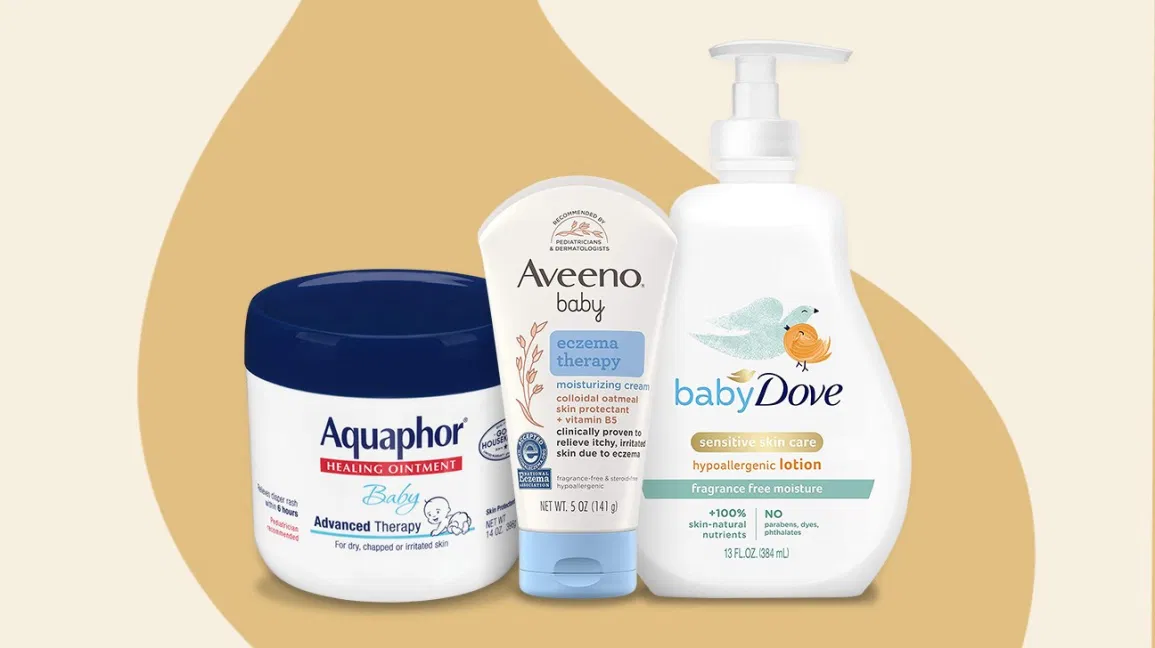 Aquaphor®
HEALING OINTMENT
Baby
Relieves diaper rash
within 6 hours
Pediatrician
recommended
Advanced Therapy
For dry, chapped or irritated skin
Skin
NET WT
14 OZ
RECOMMENDED BY
PEDIATRICIANS
& DERMATOLOGISTS
Aveeno®
baby
eczema
therapy
moisturizing cream
colloidal oatmeal
skin protectant
+ vitamin B5
clinically proven to
relieve itchy, irritated
skin due to eczema
ACCEPTED
e
Eczema
ASSOCIATION
fragrance-free & steroid-free
hypoallergenic
NET WT. 5 OZ (141 g)
baby Dove
sensitive skin care
hypoallergenic lotion
fragrance free moisture
+100%
skin-natural
nutrients
NO
parabens, dyes,
phthalates
13 FL.OZ. (384 mL)